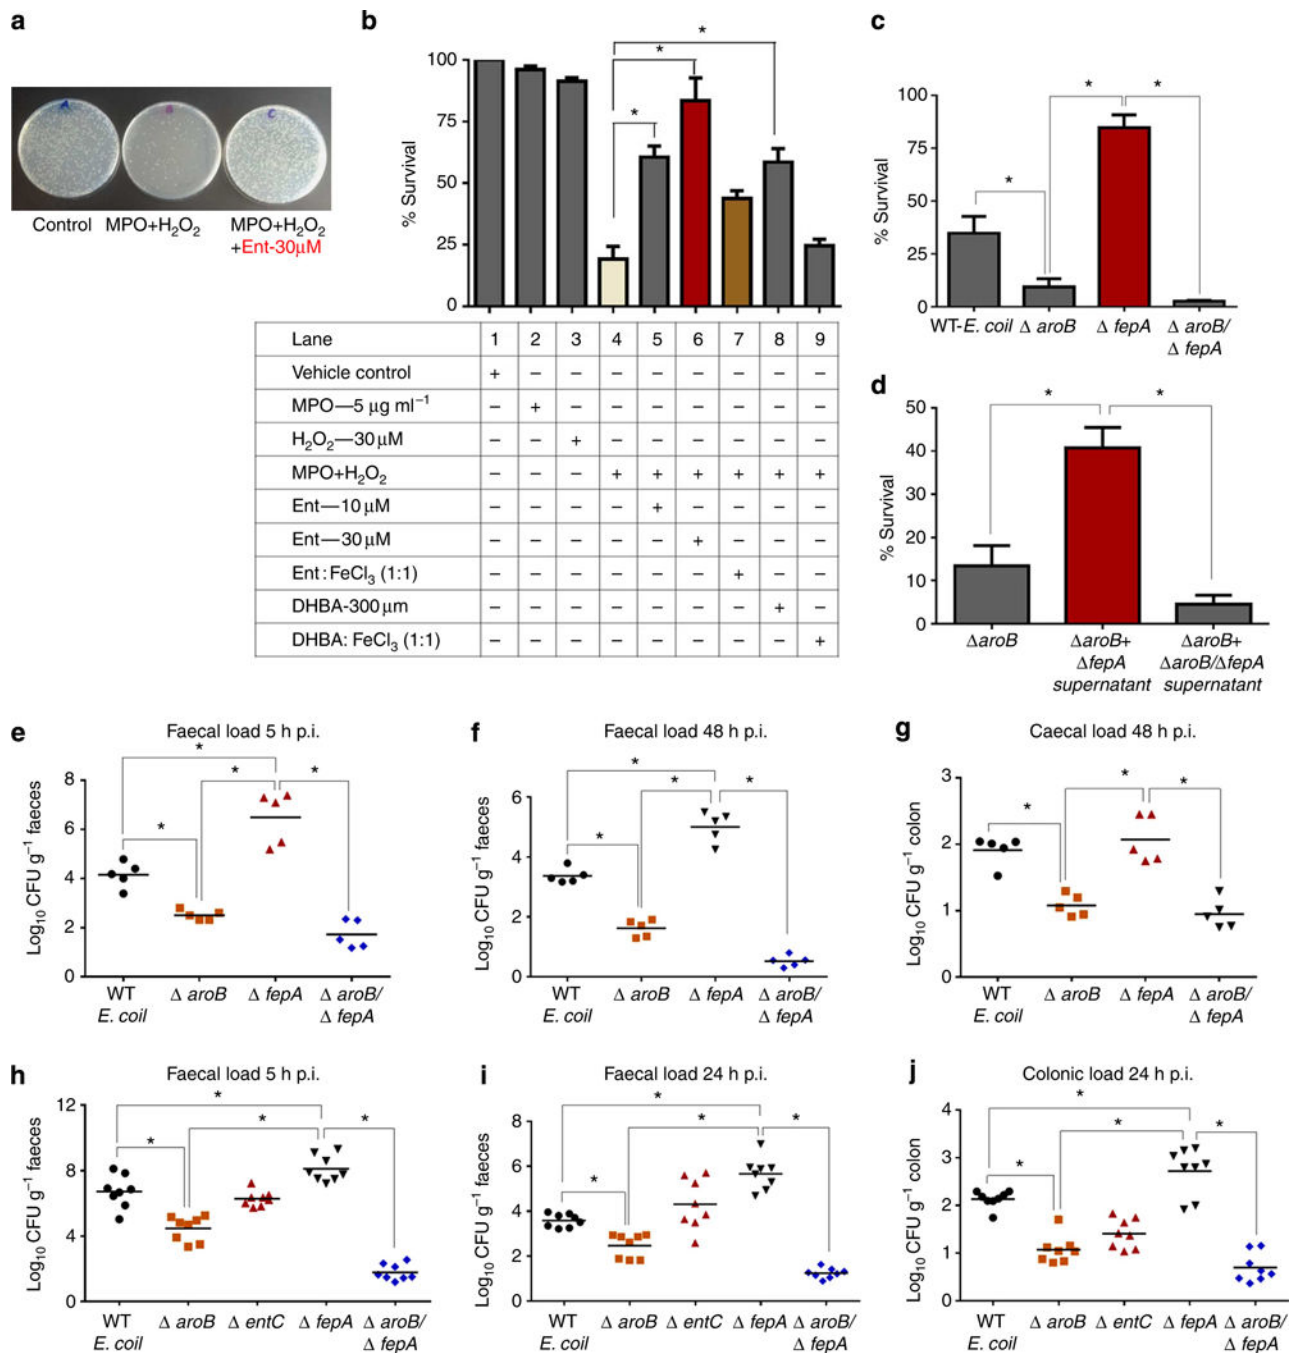 a
A
B
C
Control
MPO+H₂O₂
MPO+H₂O₂
+Ent-30µM
b
*
*
*
100
75
50
25
0
% Survival
Lane 1 2 3 4 5 6 7 8 9
Vehicle control + – – – – – – – –
MPO—5 µg ml⁻¹ – + – – – – – – –
H₂O₂—30 µM – – + – – – – – –
MPO+H₂O₂ – – – + + + + + +
Ent—10 µM – – – – + – – – –
Ent—30 µM – – – – – + – – –
Ent:FeCl₃ (1:1) – – – – – – + – –
DHBA-300 µm – – – – – – – + –
DHBA: FeCl₃ (1:1) – – – – – – – – +
c
* * *
100
75
50
25
0
% Survival
WT-E. coil Δ aroB Δ fepA Δ aroB/
Δ fepA
d
* *
50
40
30
20
10
0
% Survival
ΔaroB ΔaroB+ ΔaroB+
ΔfepA ΔaroB/ΔfepA
supernatant supernatant
e
Faecal load 5 h p.i.
* * * *
8
6
4
2
0
Log₁₀ CFU g⁻¹ faeces
WT Δ aroB Δ fepA Δ aroB/
E. coil Δ fepA
f
Faecal load 48 h p.i.
* * * *
6
4
2
0
Log₁₀ CFU g⁻¹ faeces
WT Δ aroB Δ fepA Δ aroB/
E. coil Δ fepA
g
Caecal load 48 h p.i.
* * *
3
2
1
0
Log₁₀ CFU g⁻¹ colon
WT Δ aroB Δ fepA Δ aroB/
E. coil Δ fepA
h
Faecal load 5 h p.i.
* * * *
12
8
4
0
Log₁₀ CFU g⁻¹ faeces
WT Δ aroB Δ entC Δ fepA Δ aroB/
E. coil Δ fepA
i
Faecal load 24 h p.i.
* * * *
8
6
4
2
0
Log₁₀ CFU g⁻¹ faeces
WT Δ aroB Δ entC Δ fepA Δ aroB/
E. coil Δ fepA
j
Colonic load 24 h p.i.
* * * *
4
3
2
1
0
Log₁₀ CFU g⁻¹ colon
WT Δ aroB Δ entC Δ fepA Δ aroB/
E. coil Δ fepA